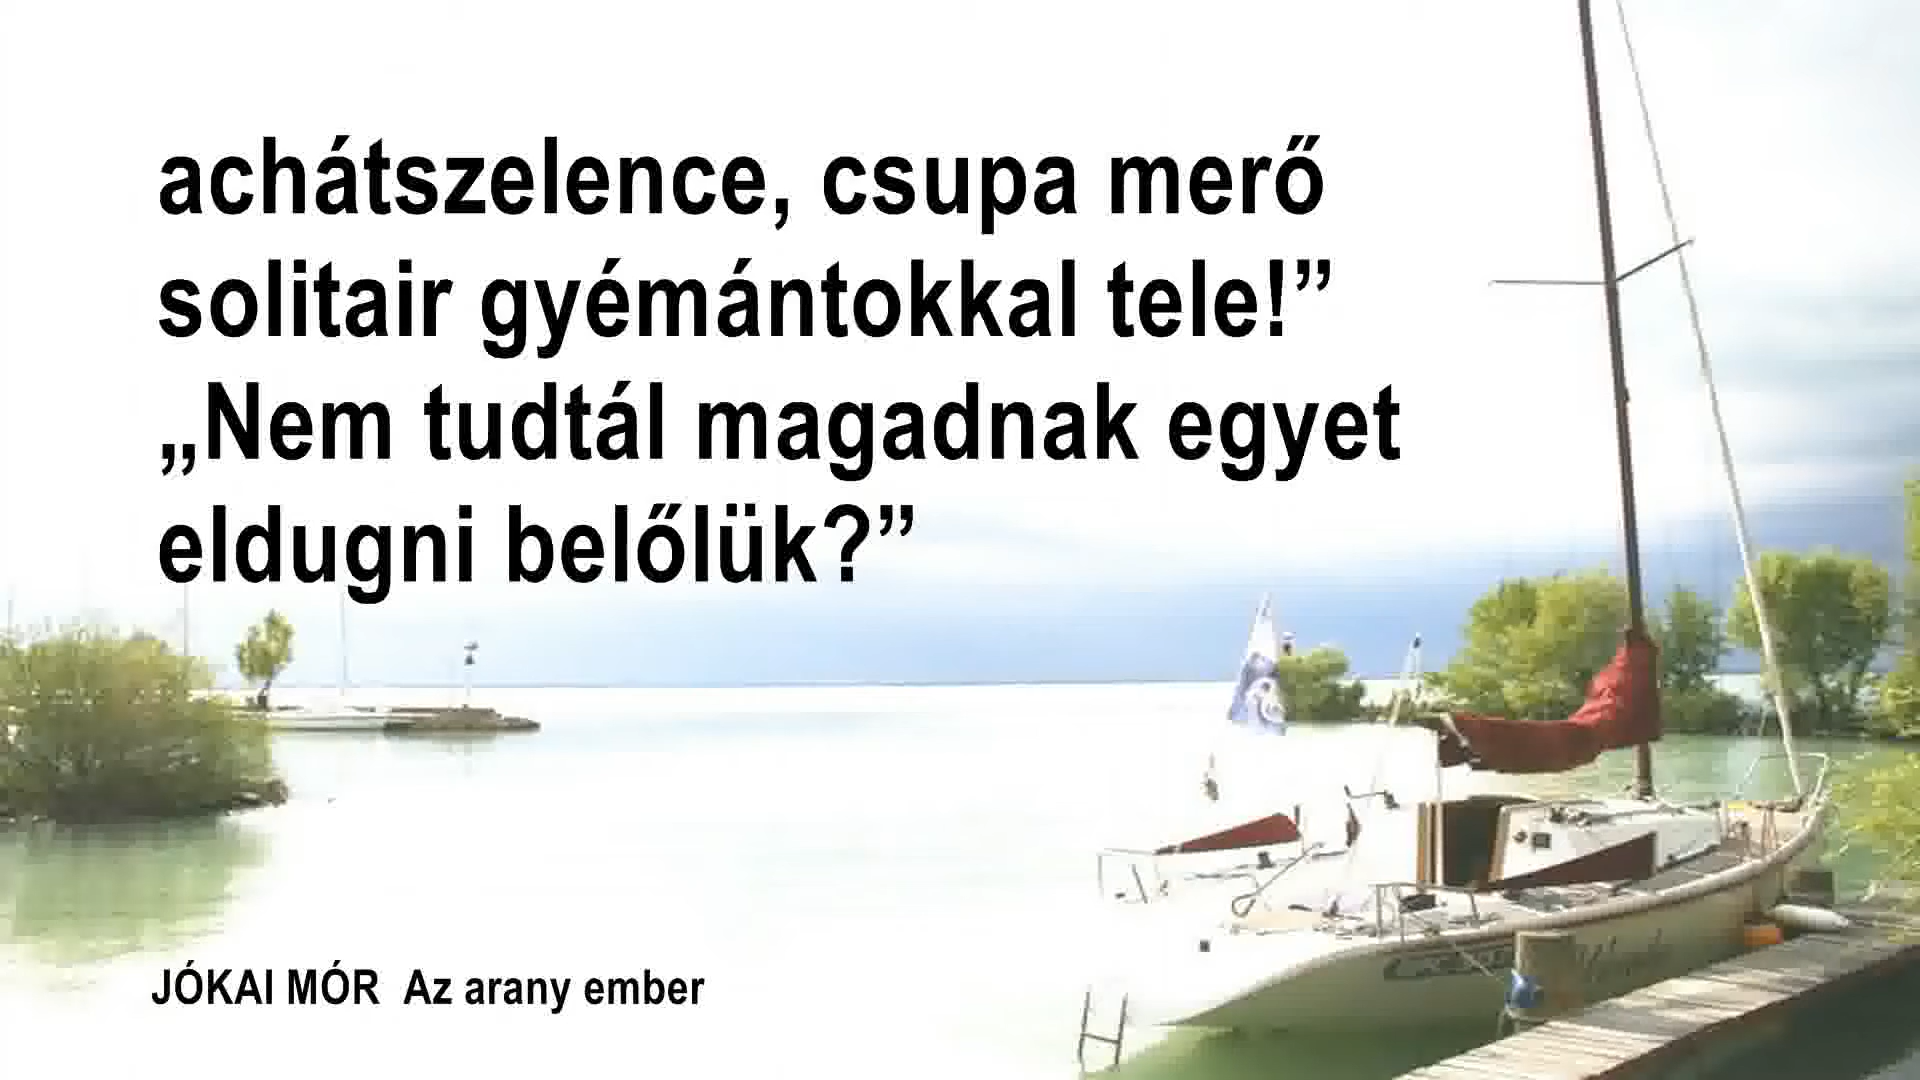 achátszelence, csupa merő
solitair gyémántokkal tele!”
„Nem tudtál magadnak egyet
eldugni belőlük?”
JÓKAI MÓR  Az arany ember